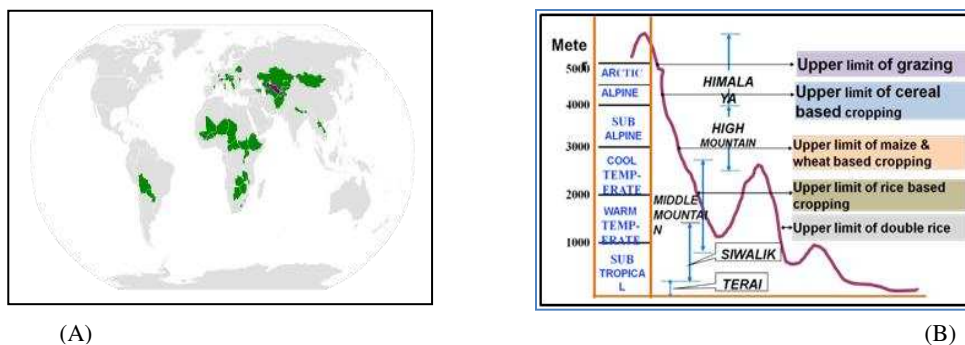 Mete
r
5000
4000
3000
2000
1000
ARCTIC
ALPINE
SUB
ALPINE
COOL
TEMP-
ERATE
WARM
TEMP-
ERATE
SUB
TROPICA
L
HIMALA
YA
HIGH
MOUNTAIN
MIDDLE
MOUNTAI
N
SIWALIK
TERAI
Upper limit of grazing
Upper limit of cereal
based cropping
Upper limit of maize &
wheat based cropping
Upper limit of rice based
cropping
Upper limit of double rice
(A)
(B)